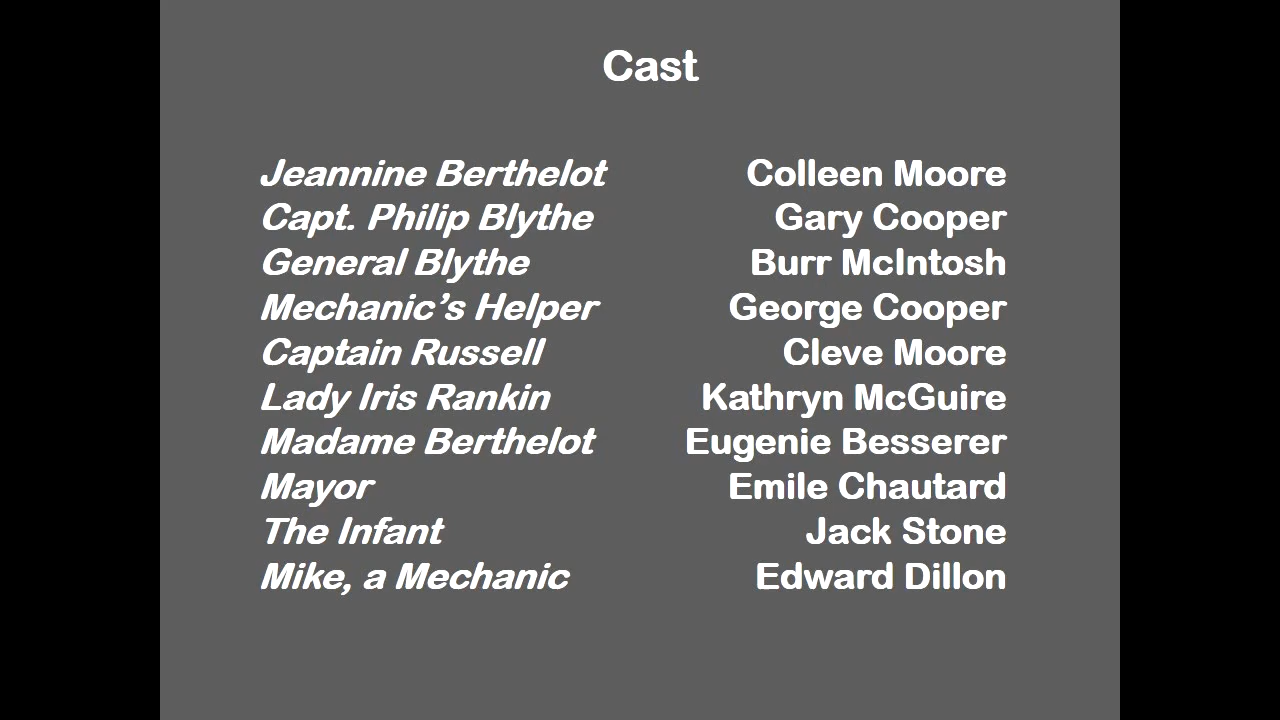 Cast
Jeannine Berthelot Colleen Moore
Capt. Philip Blythe Gary Cooper
General Blythe Burr McIntosh
Mechanic’s Helper George Cooper
Captain Russell Cleve Moore
Lady Iris Rankin Kathryn McGuire
Madame Berthelot Eugenie Besserer
Mayor Emile Chautard
The Infant Jack Stone
Mike, a Mechanic Edward Dillon